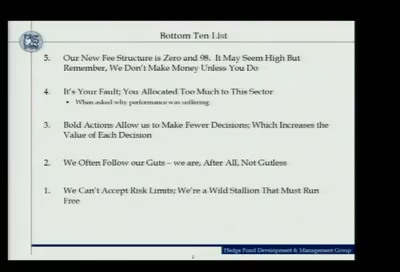 Bottom Ten List
5. Our New Fee Structure is Zero and 98. It May Seem High But
Remember, We Don't Make Money Unless You Do
4. It's Your Fault; You Allocated Too Much to This Sector
• When asked why performance was suffering
3. Bold Actions Allow us to Make Fewer Decisions; Which Increases the
Value of Each Decision
2. We Often Follow our Guts – we are, After All, Not Gutless
1. We Can't Accept Risk Limits; We're a Wild Stallion That Must Run
Free
Hedge Fund Development & Management Group